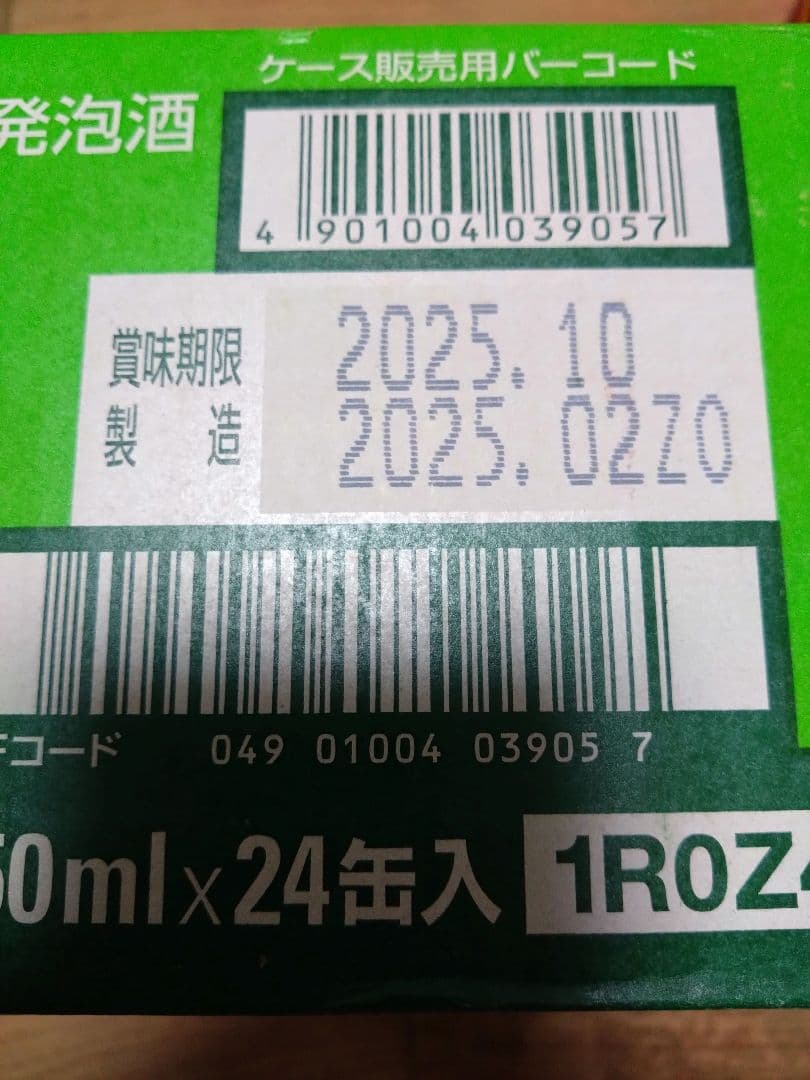 ケース販売用バーコード
発泡酒
4 901004 039057
賞味期限 2025.10
製造 2025.02Z0
コード 049 01004 03905 7
50ml×24缶入 1R0Z4